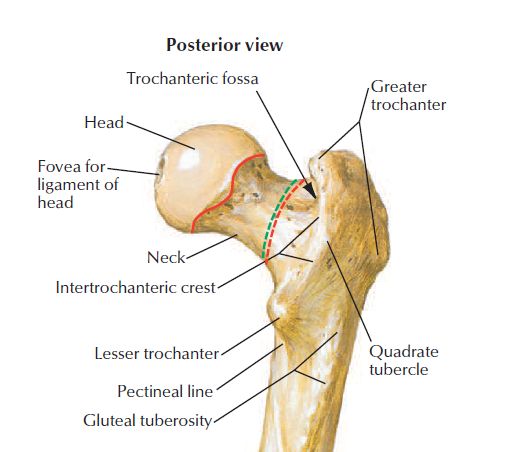 Posterior view
Trochanteric fossa
Greater
trochanter
Head
Fovea for
ligament of
head
Neck
Intertrochanteric crest
Lesser trochanter
Quadrate
tubercle
Pectineal line
Gluteal tuberosity